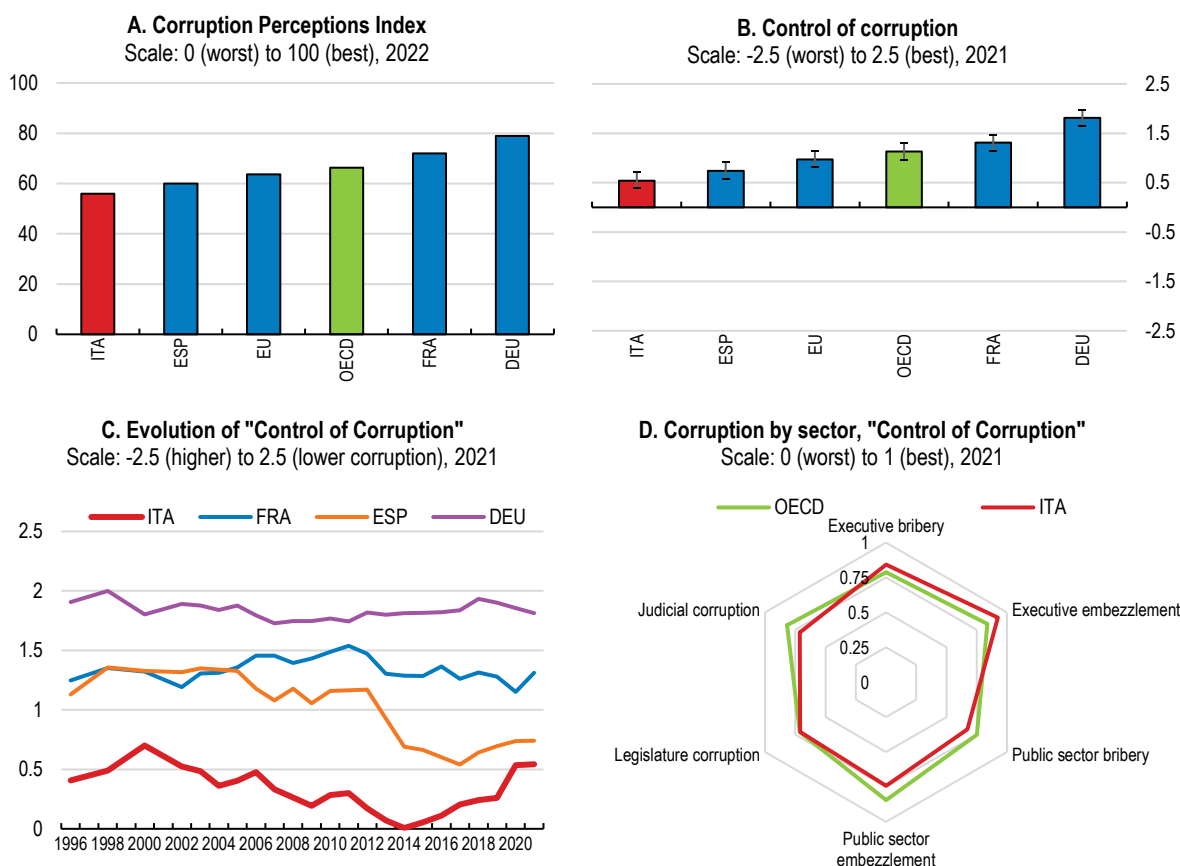 A. Corruption Perceptions Index
Scale: 0 (worst) to 100 (best), 2022
100
80
60
40
20
0
ITA
ESP
EU
OECD
FRA
DEU
B. Control of corruption
Scale: -2.5 (worst) to 2.5 (best), 2021
2.5
1.5
0.5
-0.5
-1.5
-2.5
ITA
ESP
EU
OECD
FRA
DEU
C. Evolution of "Control of Corruption"
Scale: -2.5 (higher) to 2.5 (lower corruption), 2021
ITA FRA ESP DEU
2.5
2
1.5
1
0.5
0
1996 1998 2000 2002 2004 2006 2008 2010 2012 2014 2016 2018 2020
D. Corruption by sector, "Control of Corruption"
Scale: 0 (worst) to 1 (best), 2021
OECD ITA
Executive bribery
1
0.75
0.5
0.25
0
Judicial corruption
Executive embezzlement
Legislature corruption
Public sector bribery
Public sector
embezzlement